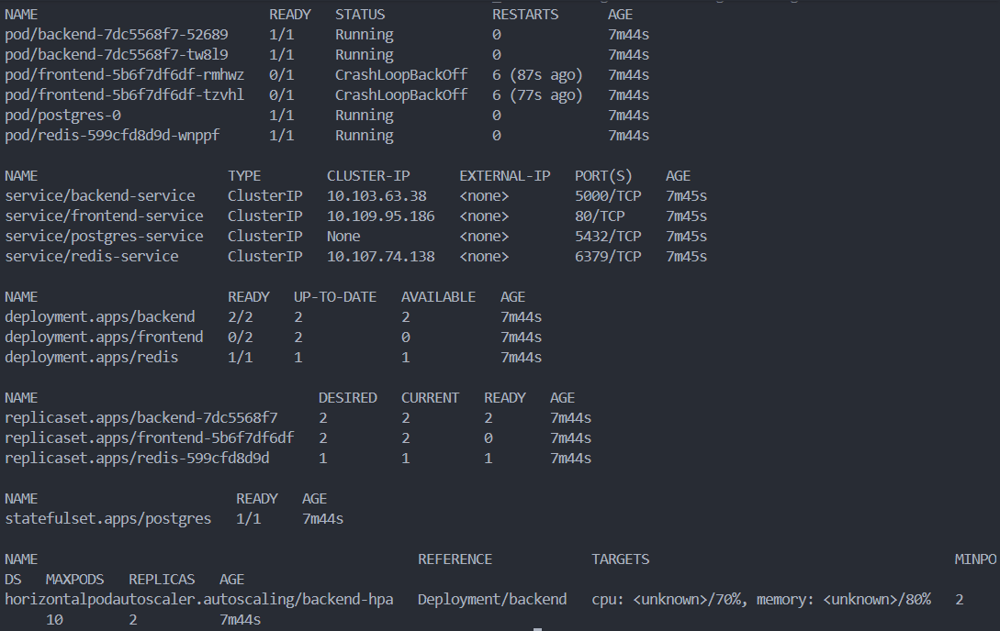 NAME READY STATUS RESTARTS AGE
pod/backend-7dc5568f7-52689 1/1 Running 0 7m44s
pod/backend-7dc5568f7-tw8l9 1/1 Running 0 7m44s
pod/frontend-5b6f7df6df-rmhwz 0/1 CrashLoopBackOff 6 (87s ago) 7m44s
pod/frontend-5b6f7df6df-tzvhl 0/1 CrashLoopBackOff 6 (77s ago) 7m44s
pod/postgres-0 1/1 Running 0 7m44s
pod/redis-599cfd8d9d-wnppf 1/1 Running 0 7m44s
NAME TYPE CLUSTER-IP EXTERNAL-IP PORT(S) AGE
service/backend-service ClusterIP 10.103.63.38 <none> 5000/TCP 7m45s
service/frontend-service ClusterIP 10.109.95.186 <none> 80/TCP 7m45s
service/postgres-service ClusterIP None <none> 5432/TCP 7m45s
service/redis-service ClusterIP 10.107.74.138 <none> 6379/TCP 7m45s
NAME READY UP-TO-DATE AVAILABLE AGE
deployment.apps/backend 2/2 2 2 7m44s
deployment.apps/frontend 0/2 2 0 7m44s
deployment.apps/redis 1/1 1 1 7m44s
NAME DESIRED CURRENT READY AGE
replicaset.apps/backend-7dc5568f7 2 2 2 7m44s
replicaset.apps/frontend-5b6f7df6df 2 2 0 7m44s
replicaset.apps/redis-599cfd8d9d 1 1 1 7m44s
NAME READY AGE
statefulset.apps/postgres 1/1 7m44s
NAME REFERENCE TARGETS MINPO
DS MAXPODS REPLICAS AGE
horizontalpodautoscaler.autoscaling/backend-hpa Deployment/backend cpu: <unknown>/70%, memory: <unknown>/80% 2
10 2 7m44s